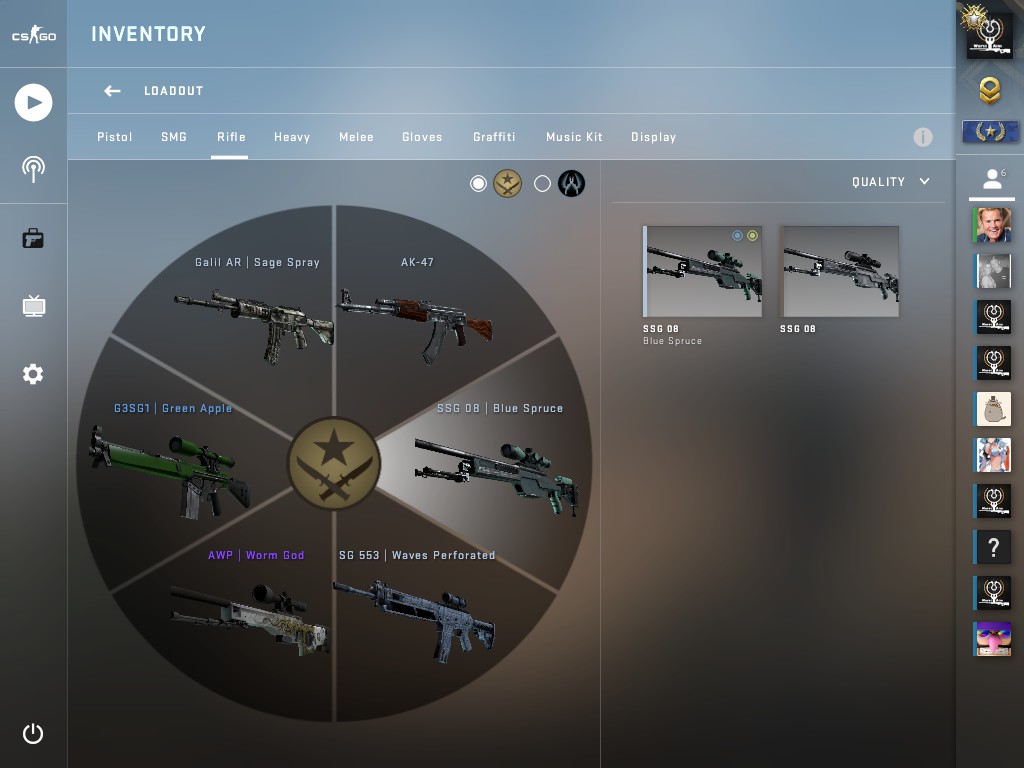 CS GO
INVENTORY
LOADOUT
Pistol SMG Rifle Heavy Melee Gloves Graffiti Music Kit Display
QUALITY
6
Galil AR | Sage Spray
AK-47
G3SG1 | Green Apple
SSG 08 | Blue Spruce
AWP | Worm God
SG 553 | Waves Perforated
SSG 08
Blue Spruce
SSG 08
?